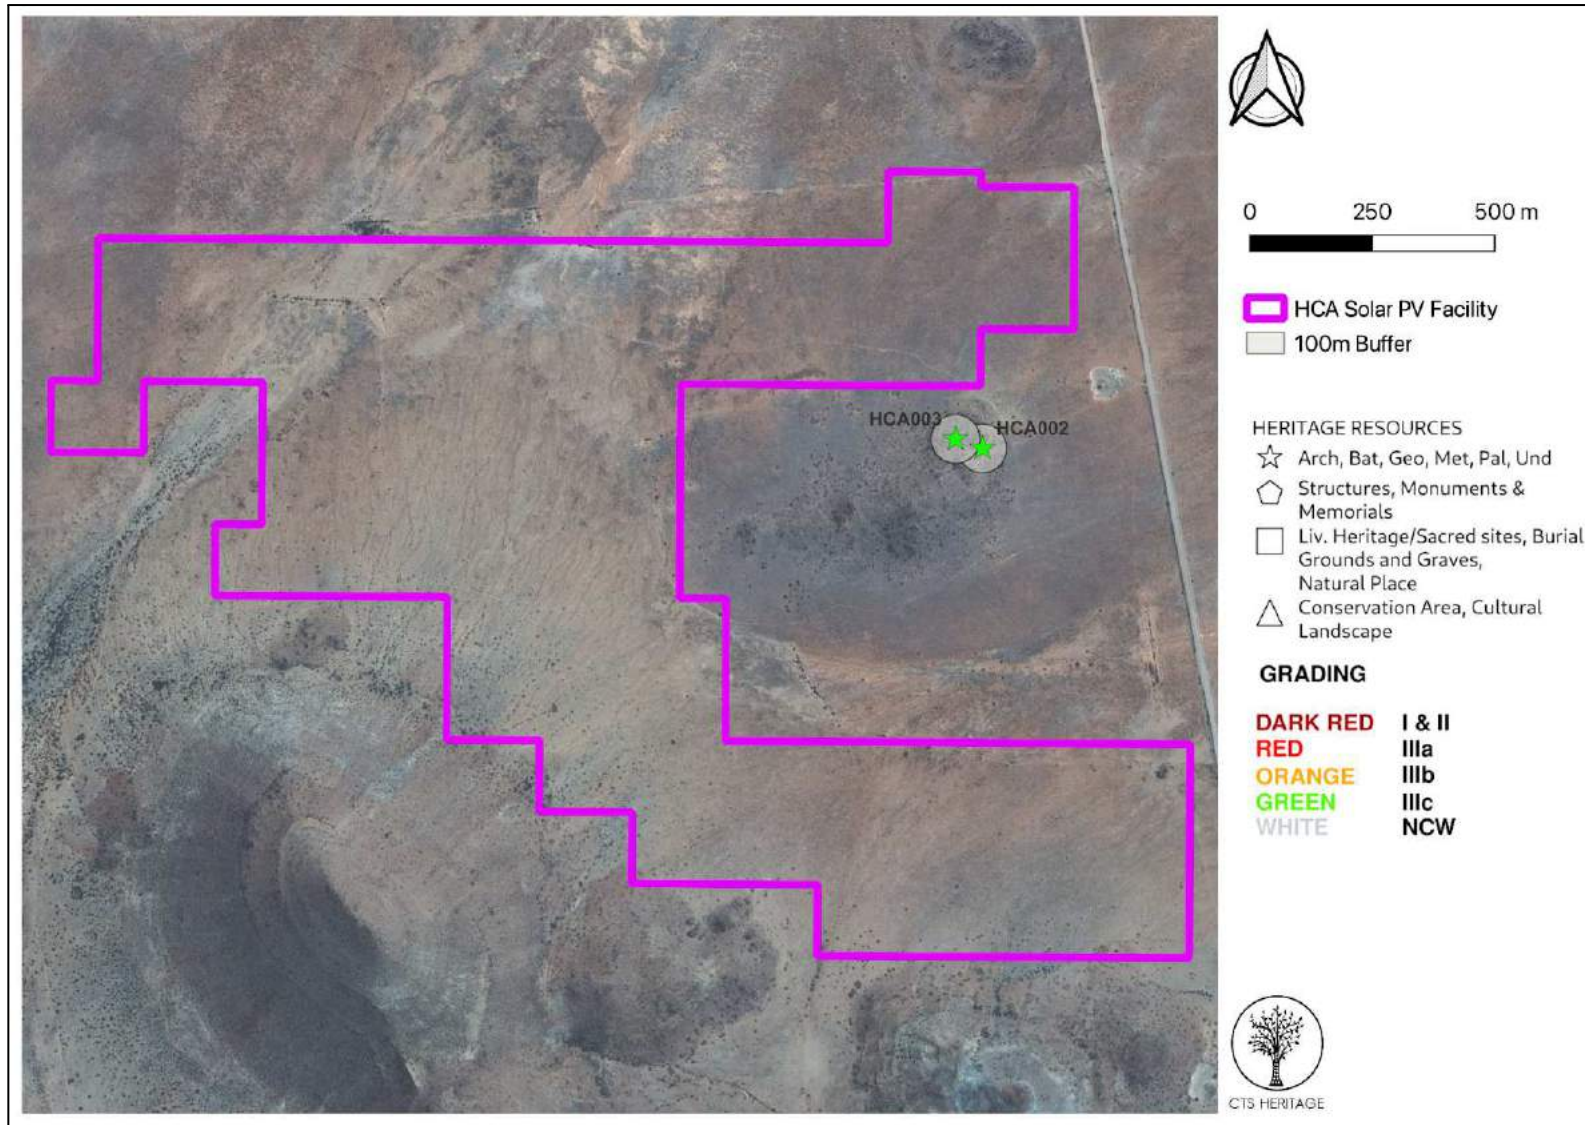 HCA003
HCA002
0 250 500 m
HCA Solar PV Facility
100m Buffer
HERITAGE RESOURCES
Arch, Bat, Geo, Met, Pal, Und
Structures, Monuments &
Memorials
Liv. Heritage/Sacred sites, Burial
Grounds and Graves,
Natural Place
Conservation Area, Cultural
Landscape
GRADING
DARK RED I & II
RED IIIa
ORANGE IIIb
GREEN IIIc
WHITE NCW
CTS HERITAGE